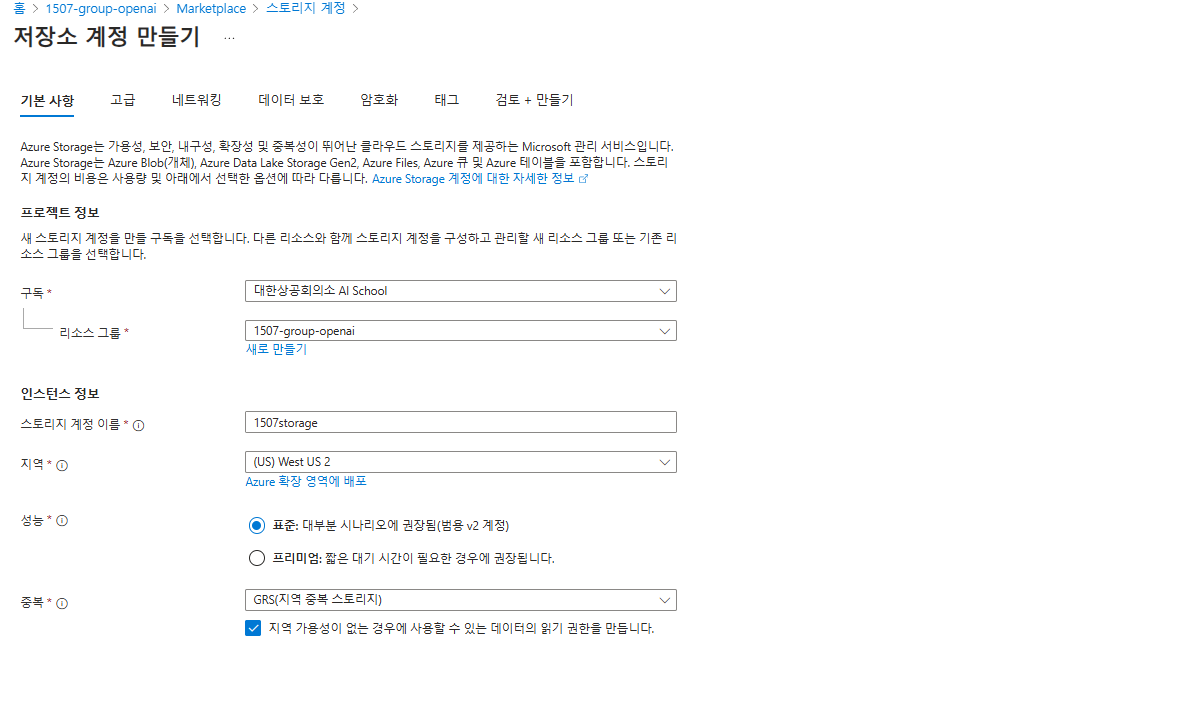 홈 > 1507-group-openai > Marketplace > 스토리지 계정 >
저장소 계정 만들기 ...
기본 사항 고급 네트워킹 데이터 보호 암호화 태그 검토 + 만들기
Azure Storage는 가용성, 보안, 내구성, 확장성 및 중복성이 뛰어난 클라우드 스토리지를 제공하는 Microsoft 관리 서비스입니다.
Azure Storage는 Azure Blob(개체), Azure Data Lake Storage Gen2, Azure Files, Azure 큐 및 Azure 테이블을 포함합니다. 스토리
지 계정의 비용은 사용량 및 아래에서 선택한 옵션에 따라 다릅니다. Azure Storage 계정에 대한 자세한 정보
프로젝트 정보
새 스토리지 계정을 만들 구독을 선택합니다. 다른 리소스와 함께 스토리지 계정을 구성하고 관리할 새 리소스 그룹 또는 기존 리
소스 그룹을 선택합니다.
구독 * 대한상공회의소 AI School
리소스 그룹 * 1507-group-openai
새로 만들기
인스턴스 정보
스토리지 계정 이름 * 1507storage
지역 * (US) West US 2
Azure 확장 영역에 배포
성능 * 표준: 대부분 시나리오에 권장됨(범용 v2 계정)
프리미엄: 짧은 대기 시간이 필요한 경우에 권장됩니다.
중복 * GRS(지역 중복 스토리지)
지역 가용성이 없는 경우에 사용할 수 있는 데이터의 읽기 권한을 만듭니다.